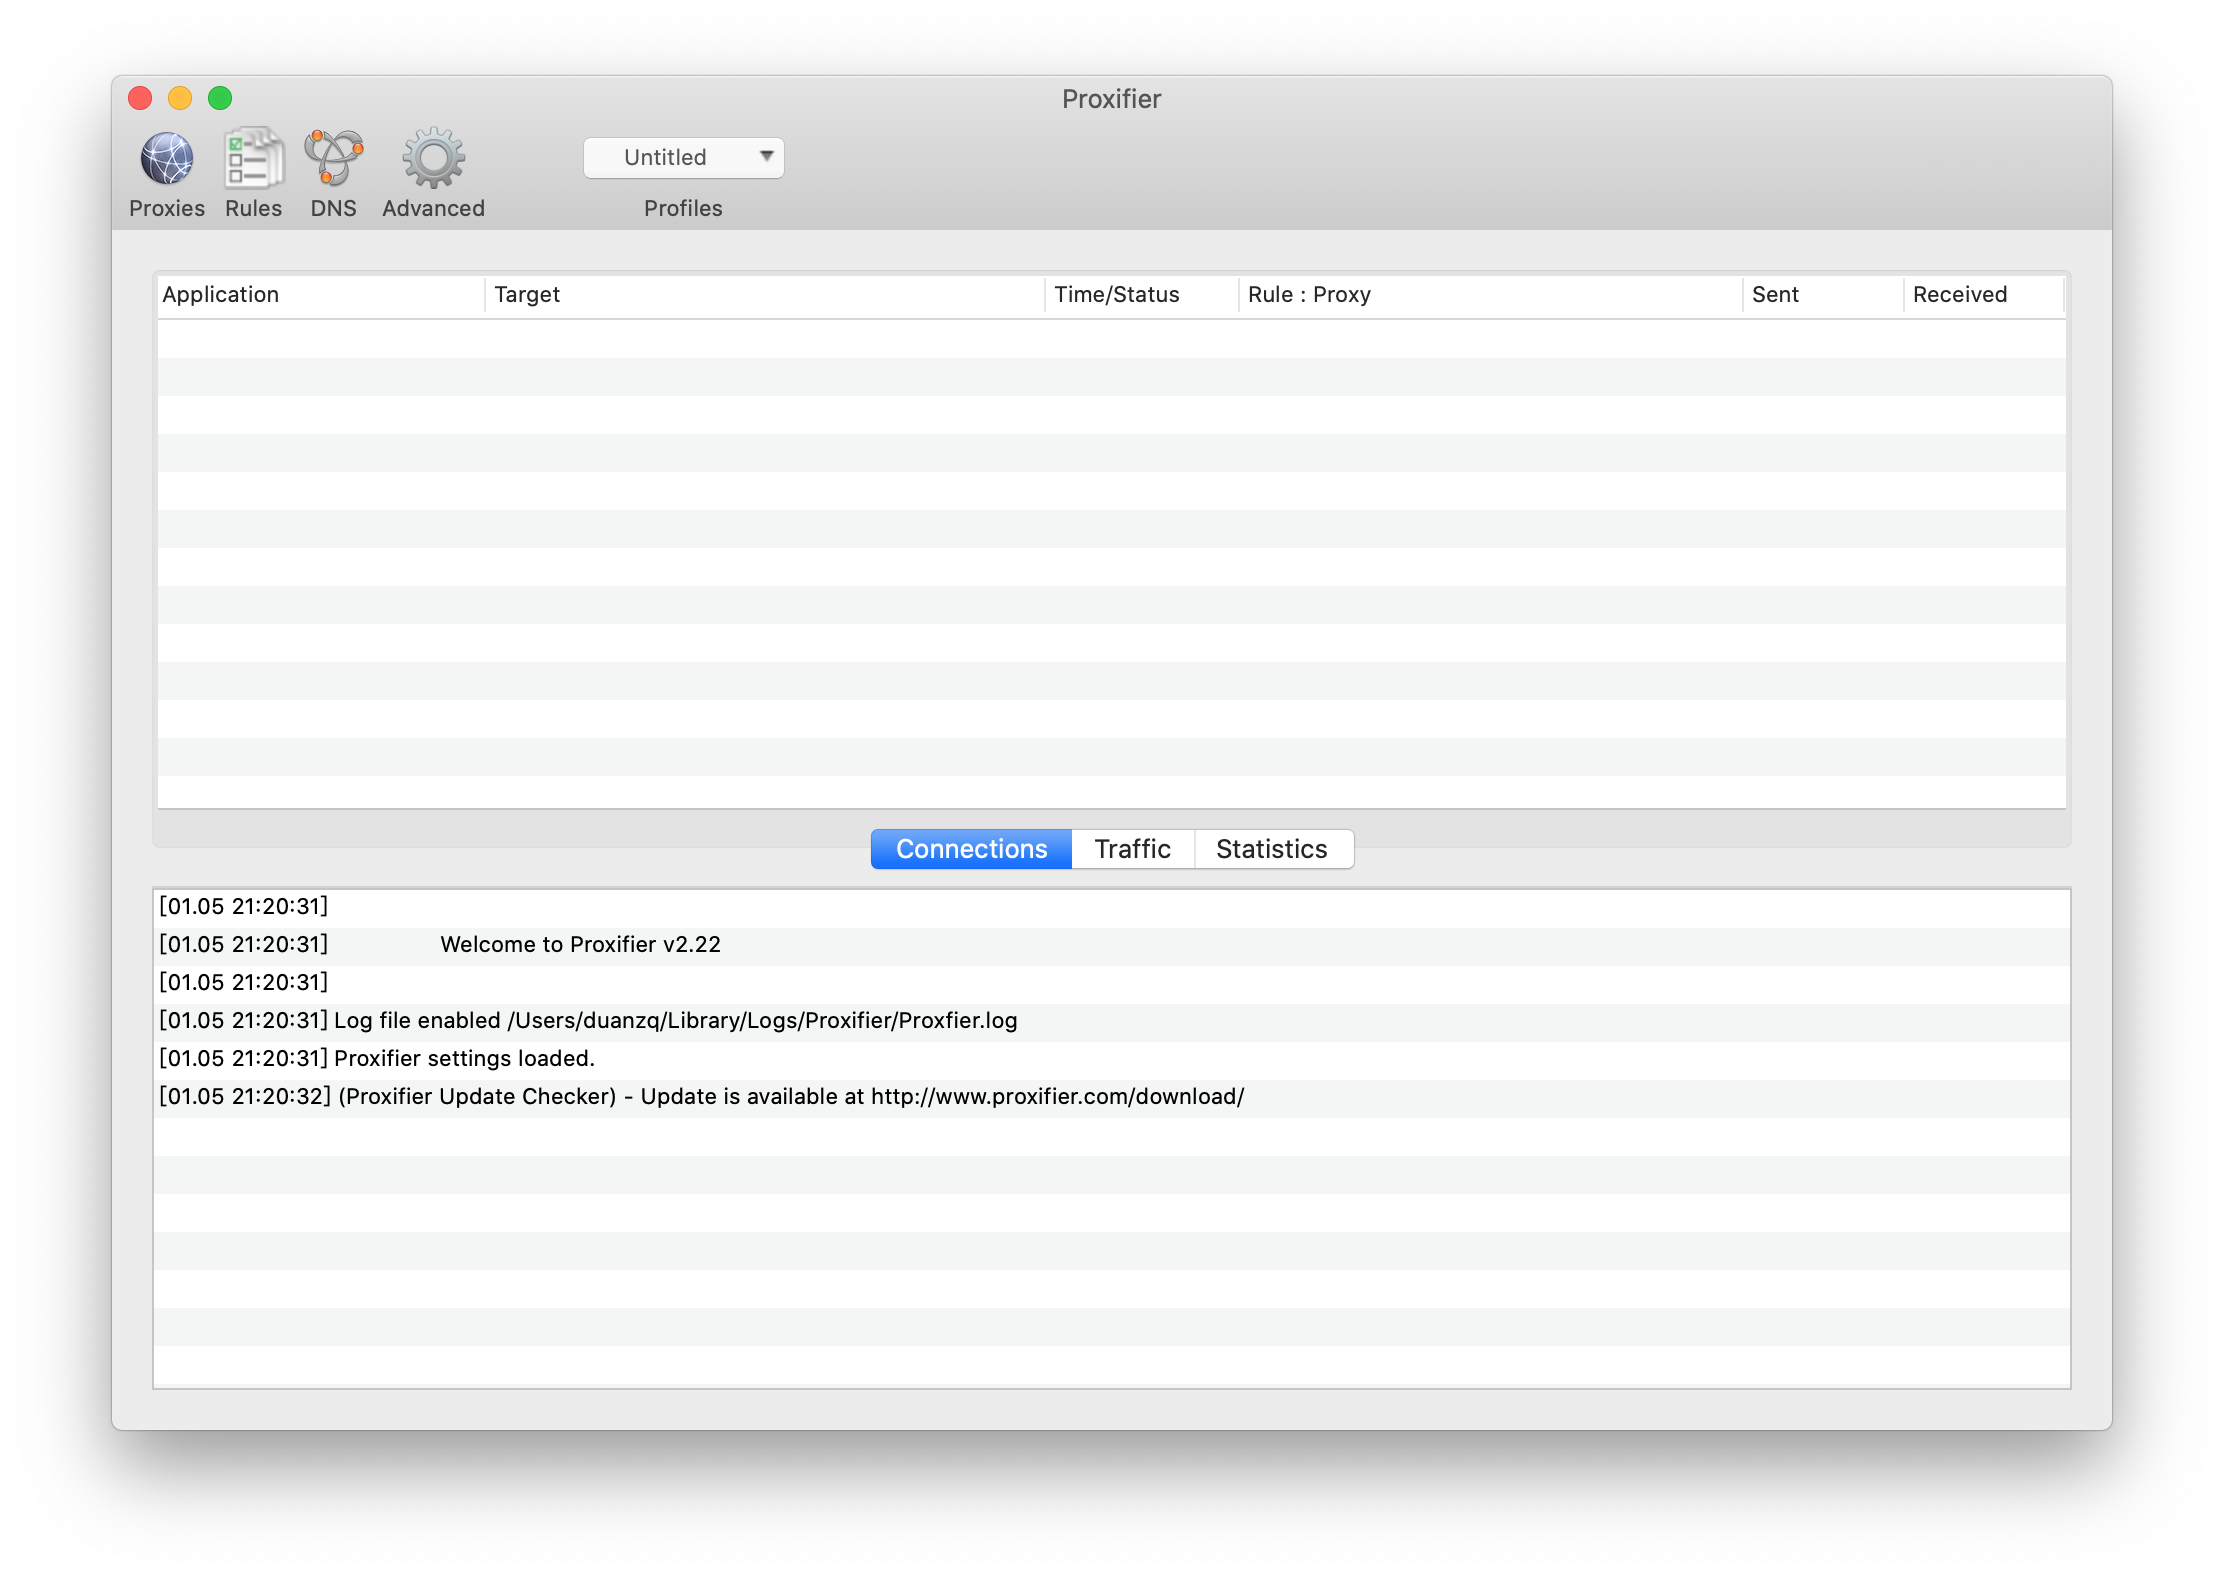 Proxifier
Untitled
Proxies Rules DNS Advanced Profiles
Application Target Time/Status Rule : Proxy Sent Received
Connections Traffic Statistics
[01.05 21:20:31]
[01.05 21:20:31] Welcome to Proxifier v2.22
[01.05 21:20:31]
[01.05 21:20:31] Log file enabled /Users/duanzq/Library/Logs/Proxifier/Proxfier.log
[01.05 21:20:31] Proxifier settings loaded.
[01.05 21:20:32] (Proxifier Update Checker) - Update is available at http://www.proxifier.com/download/